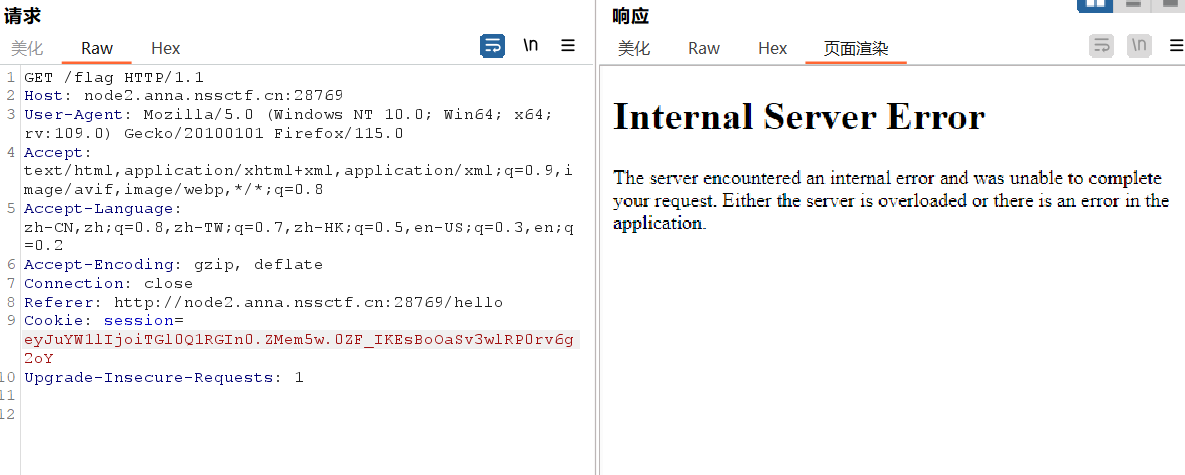 请求
美化 Raw Hex
\n
1 GET /flag HTTP/1.1
2 Host: node2.anna.nssctf.cn:28769
3 User-Agent: Mozilla/5.0 (Windows NT 10.0; Win64; x64;
rv:109.0) Gecko/20100101 Firefox/115.0
4 Accept:
text/html,application/xhtml+xml,application/xml;q=0.9,i
mage/avif,image/webp,*/*;q=0.8
5 Accept-Language:
zh-CN,zh;q=0.8,zh-TW;q=0.7,zh-HK;q=0.5,en-US;q=0.3,en;q
=0.2
6 Accept-Encoding: gzip, deflate
7 Connection: close
8 Referer: http://node2.anna.nssctf.cn:28769/hello
9 Cookie: session=
eyJuYW1lIjoiTGl0Q1RGIn0.ZMem5w.0ZF_IKEsBoOaSv3wlRP0rv6g
2oY
10 Upgrade-Insecure-Requests: 1
11
12
响应
美化 Raw Hex 页面渲染
\n
Internal Server Error
The server encountered an internal error and was unable to complete
your request. Either the server is overloaded or there is an error in the
application.